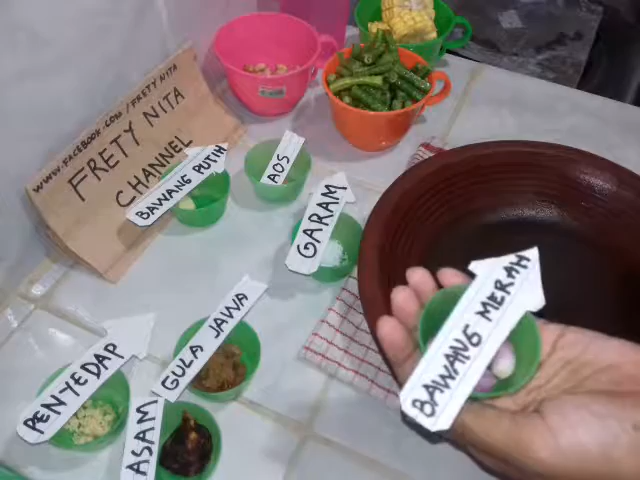 WWW.FACEBOOK.COM/FRETY NITA
FRETY NITA
CHANNEL
BAWANG PUTIH
AOS
GARAM
BAWANG MERAH
GULA JAWA
PENYEDAP
ASAM